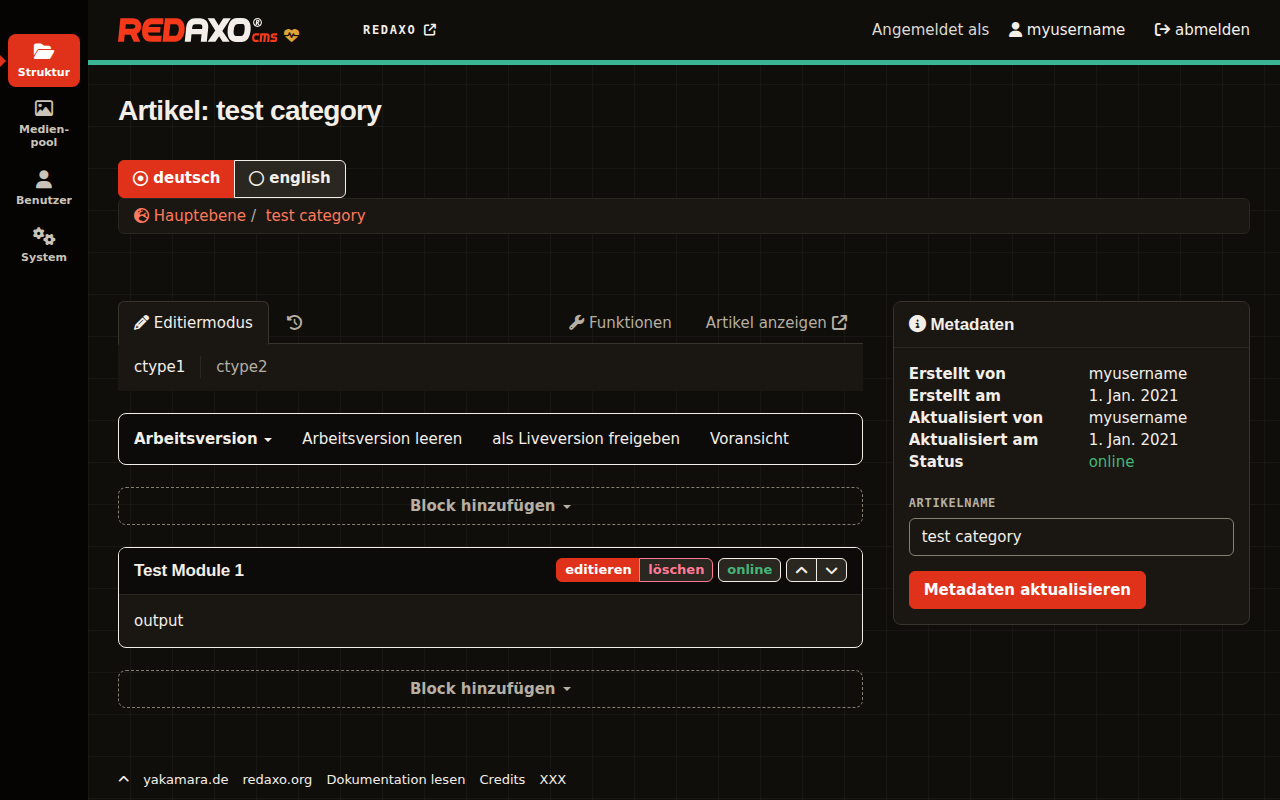 REDAXO® cms
REDAXO
Angemeldet als myusername abmelden
Struktur
Medien-
pool
Benutzer
System
Artikel: test category
deutsch english
Hauptebene / test category
Editiermodus Funktionen Artikel anzeigen
ctype1 ctype2
Arbeitsversion Arbeitsversion leeren als Liveversion freigeben Voransicht
Block hinzufügen
Test Module 1 editieren löschen online
output
Block hinzufügen
Metadaten
Erstellt von myusername
Erstellt am 1. Jan. 2021
Aktualisiert von myusername
Aktualisiert am 1. Jan. 2021
Status online
ARTIKELNAME
test category
Metadaten aktualisieren
yakamara.de redaxo.org Dokumentation lesen Credits XXX